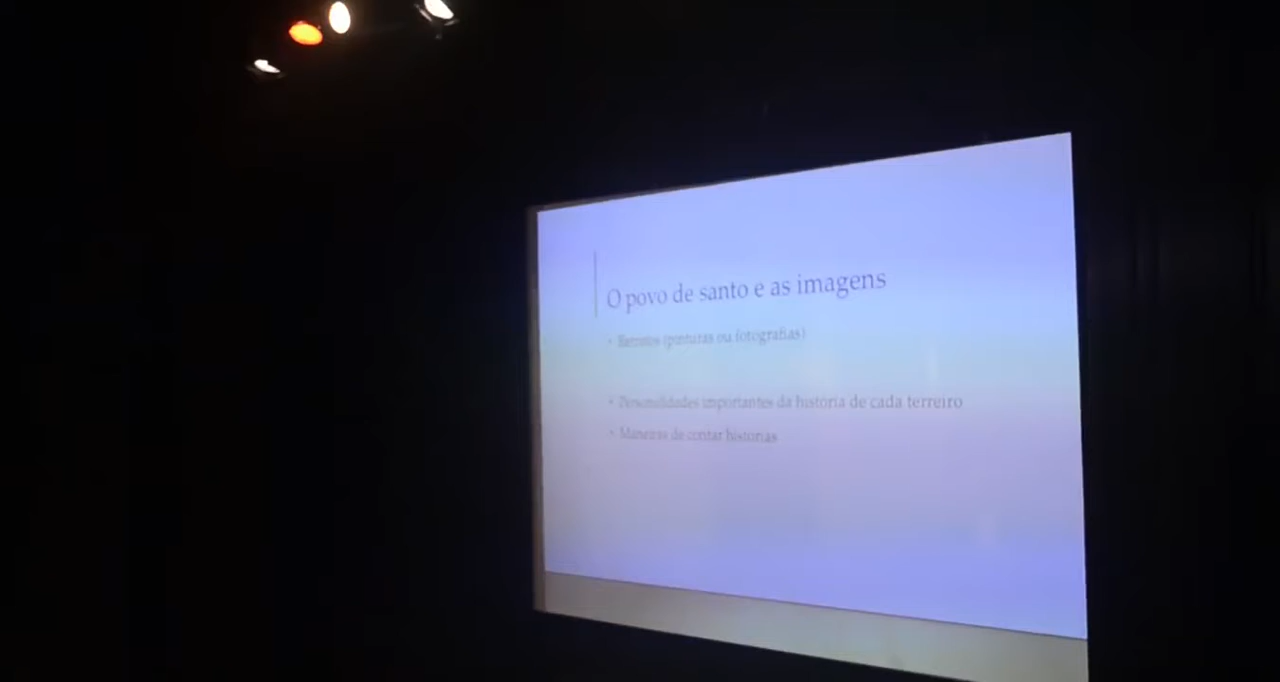 O povo de santo e as imagens
• Retratos (pinturas ou fotografias)
• Personalidades importantes da história de cada terreiro
• Maneiras de contar histórias